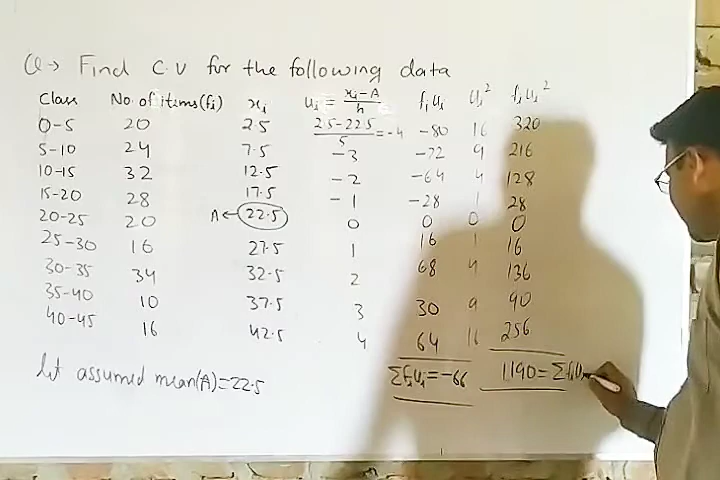 Q→ Find C.V for the following data
Class No. of items(fi) xi ui = xi-A/h fiui ui² fiui²
0-5 20 2.5 2.5-22.5/5 = -4 -80 16 320
5-10 24 7.5 -3 -72 9 216
10-15 32 12.5 -2 -64 4 128
15-20 28 17.5 -1 -28 1 28
20-25 20 A← 22.5 0 0 0 0
25-30 16 27.5 1 16 1 16
30-35 34 32.5 2 68 4 136
35-40 10 37.5 3 30 9 90
40-45 16 42.5 4 64 16 256
Σfiui = -66 1190 = Σfiui
let assumed mean(A) = 22.5